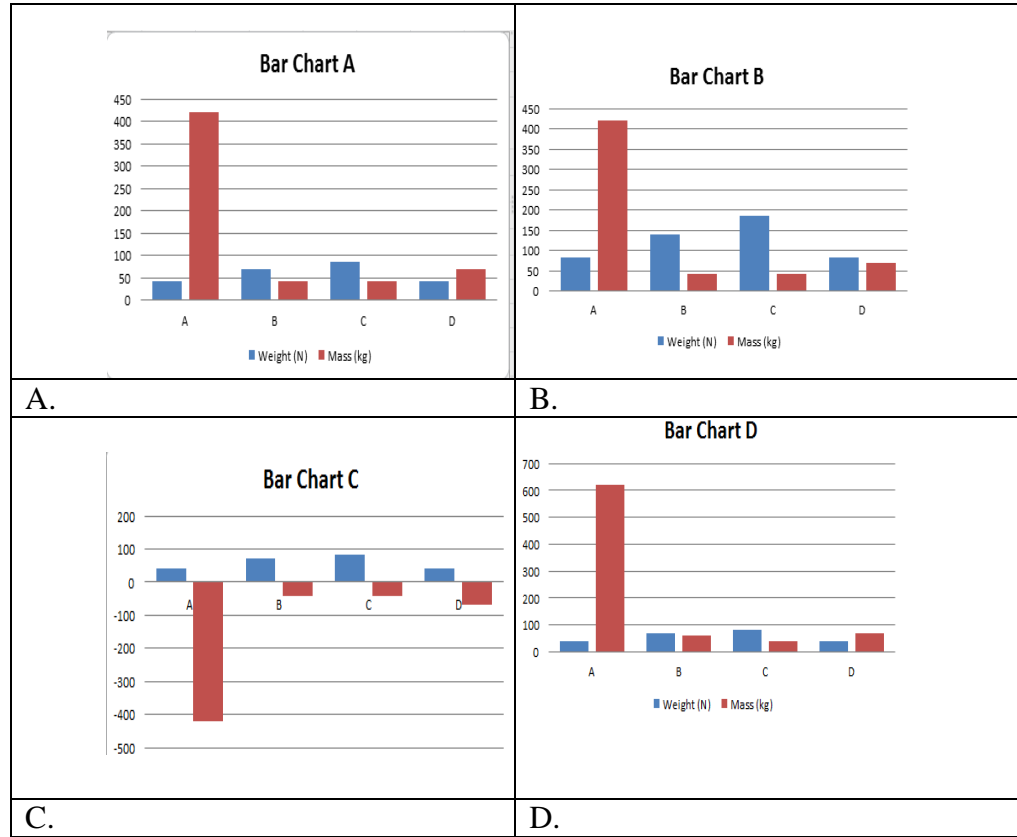 Bar Chart A
450
400
350
300
250
200
150
100
50
0
A B C D
Weight (N) Mass (kg)
A.
Bar Chart B
450
400
350
300
250
200
150
100
50
0
A B C D
Weight (N) Mass (kg)
B.
Bar Chart C
200
100
0
-100
-200
-300
-400
-500
A B C D
C.
Bar Chart D
700
600
500
400
300
200
100
0
A B C D
Weight (N) Mass (kg)
D.